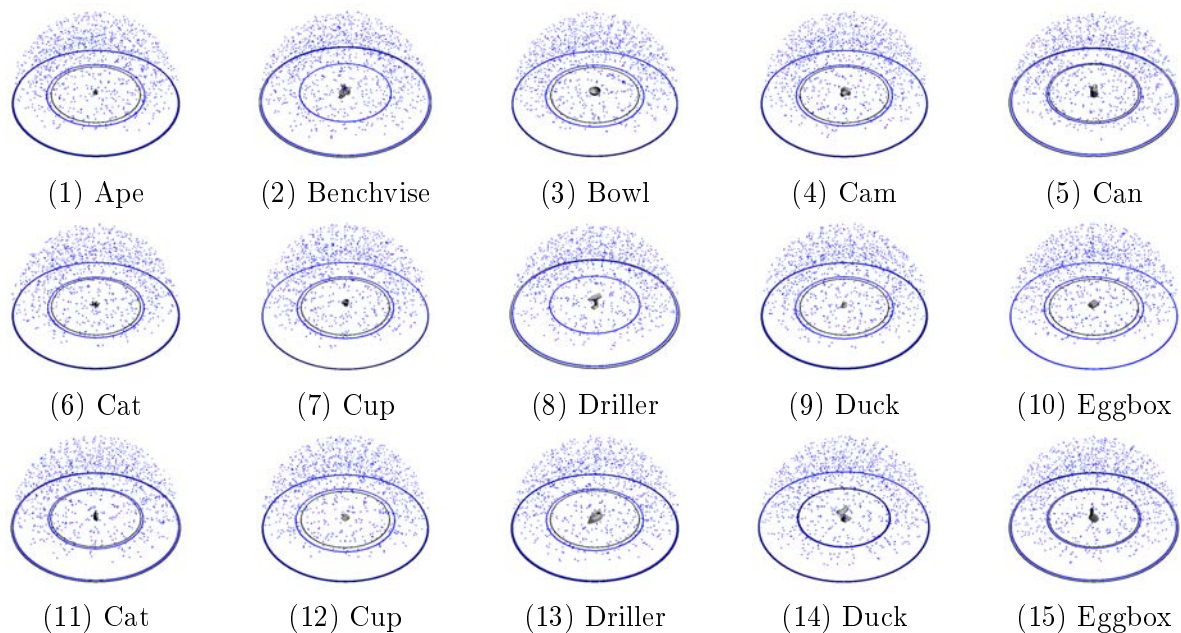 (1) Ape (2) Benchvise (3) Bowl (4) Cam (5) Can
(6) Cat (7) Cup (8) Driller (9) Duck (10) Eggbox
(11) Cat (12) Cup (13) Driller (14) Duck (15) Eggbox